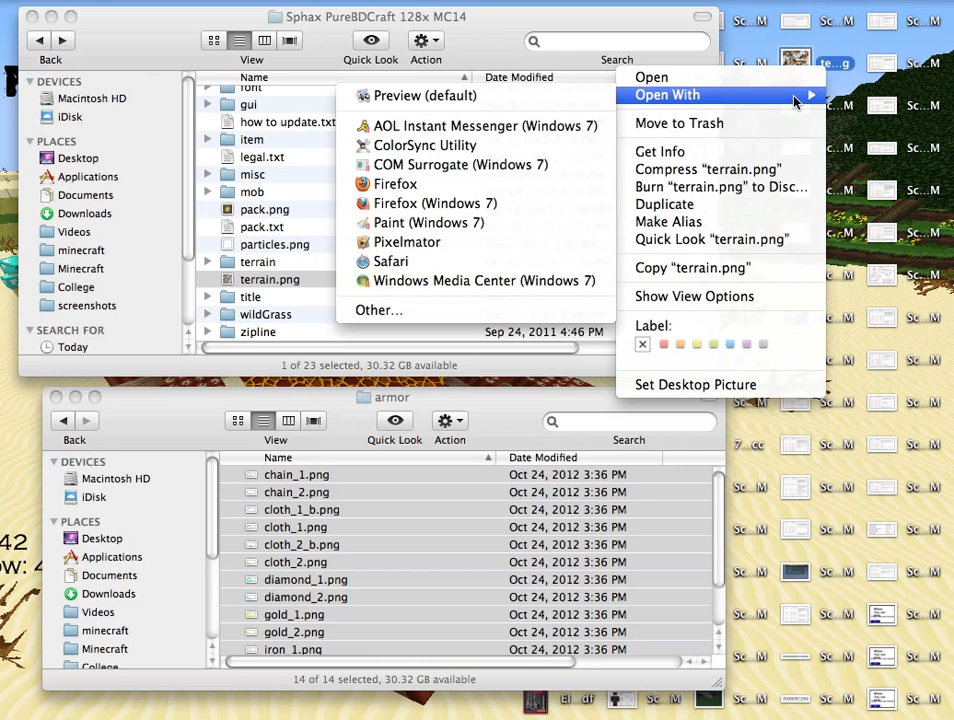 Sphax PureBDCraft 128x MC14
Back
View
Quick Look
Action
Search
DEVICES
Macintosh HD
iDisk
PLACES
Desktop
Applications
Documents
Downloads
Videos
minecraft
Minecraft
College
screenshots
SEARCH FOR
Today
Name
Date Modified
font
gui
how to update.txt
item
legal.txt
misc
mob
pack.png
pack.txt
particles.png
terrain
terrain.png
title
wildGrass
zipline
Sep 24, 2011 4:46 PM
1 of 23 selected, 30.32 GB available
Preview (default)
AOL Instant Messenger (Windows 7)
ColorSync Utility
COM Surrogate (Windows 7)
Firefox
Firefox (Windows 7)
Paint (Windows 7)
Pixelmator
Safari
Windows Media Center (Windows 7)
Other...
Open
Open With
Move to Trash
Get Info
Compress “terrain.png”
Burn “terrain.png” to Disc...
Duplicate
Make Alias
Quick Look “terrain.png”
Copy “terrain.png”
Show View Options
Label:
Set Desktop Picture
armor
Back
View
Quick Look
Action
Search
DEVICES
Macintosh HD
iDisk
PLACES
Desktop
Applications
Documents
Downloads
Videos
minecraft
Minecraft
College
Name
Date Modified
chain_1.png Oct 24, 2012 3:36 PM
chain_2.png Oct 24, 2012 3:36 PM
cloth_1_b.png Oct 24, 2012 3:36 PM
cloth_1.png Oct 24, 2012 3:36 PM
cloth_2_b.png Oct 24, 2012 3:36 PM
cloth_2.png Oct 24, 2012 3:36 PM
diamond_1.png Oct 24, 2012 3:36 PM
diamond_2.png Oct 24, 2012 3:36 PM
gold_1.png Oct 24, 2012 3:36 PM
gold_2.png Oct 24, 2012 3:36 PM
iron_1.png Oct 24, 2012 3:36 PM
14 of 14 selected, 30.32 GB available
te...g
Sc...M
Sc...M
7...cc
Sc...M
El...df
Sc...M
42